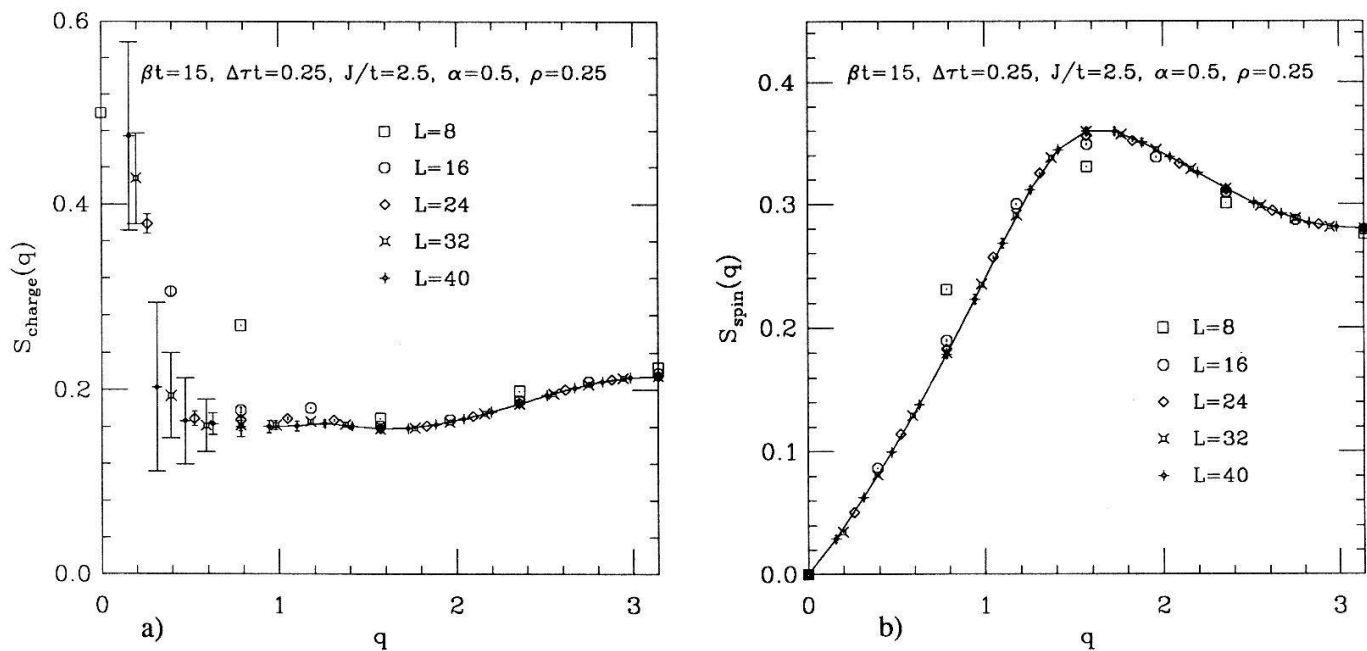 0.6
βt=15, Δτt=0.25, J/t=2.5, α=0.5, ρ=0.25
L=8
L=16
L=24
L=32
L=40
0.4
0.2
0.0
S_charge(q)
0
1
2
3
a)
q
0.4
βt=15, Δτt=0.25, J/t=2.5, α=0.5, ρ=0.25
0.3
0.2
0.1
0.0
S_spin(q)
L=8
L=16
L=24
L=32
L=40
0
1
2
3
b)
q